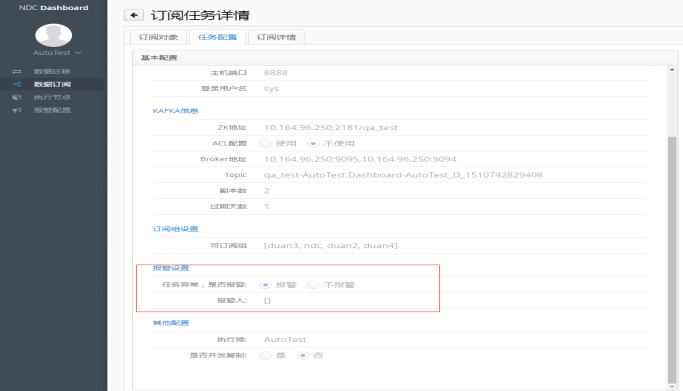 NDC Dashboard
AutoTest
数据迁移
数据订阅
执行节点
报警配置
订阅任务详情
订阅对象 任务配置 订阅详情
基本配置
主机端口 8888
登录用户名 sys
KAFKA信息
ZK地址 10.164.96.250:2181/qa_test
ACL配置 使用 不使用
Broker地址 10.164.96.250:9095,10.164.96.250:9094
Topic qa_test-AutoTest.Dashboard-AutoTest_D_1510742829408
副本数 2
过期天数 1
订阅组设置
可订阅组 [duan3, ndc, duan2, duan4]
报警设置
任务异常，是否报警: 报警 不报警
报警人: []
其他配置
执行域: AutoTest
是否并发复制: 是 否